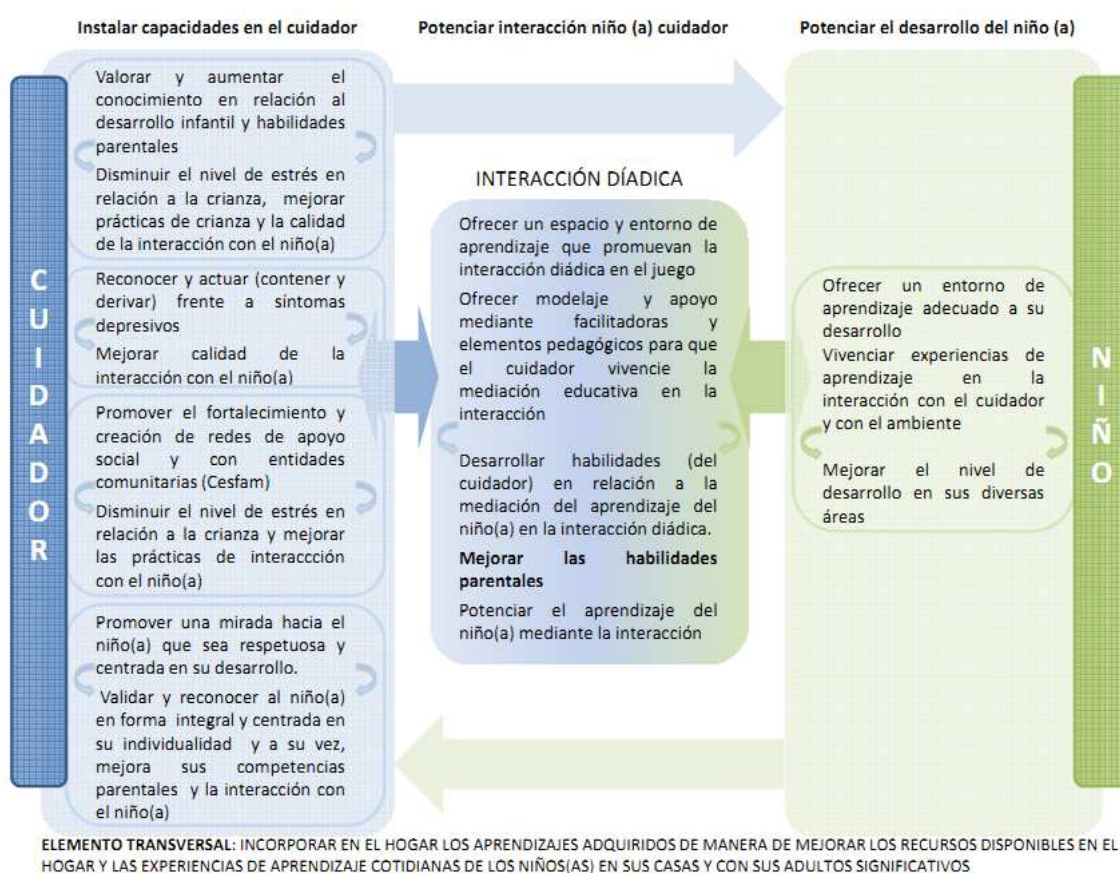 Instalar capacidades en el cuidador
Potenciar interacción niño (a) cuidador
Potenciar el desarrollo del niño (a)
CUIDADOR
Valorar y aumentar el
conocimiento en relación al
desarrollo infantil y habilidades
parentales
Disminuir el nivel de estrés en
relación a la crianza, mejorar
prácticas de crianza y la calidad
de la interacción con el niño(a)
Reconocer y actuar (contener y
derivar) frente a síntomas
depresivos
Mejorar calidad de la
interacción con el niño(a)
Promover el fortalecimiento y
creación de redes de apoyo
social y con entidades
comunitarias (Cesfam)
Disminuir el nivel de estrés en
relación a la crianza y mejorar
las prácticas de interaccción
con el niño(a)
Promover una mirada hacia el
niño(a) que sea respetuosa y
centrada en su desarrollo.
Validar y reconocer al niño(a)
en forma integral y centrada en
su individualidad y a su vez,
mejora sus competencias
parentales y la interacción con
el niño(a)
INTERACCIÓN DÍADICA
Ofrecer un espacio y entorno de
aprendizaje que promuevan la
interacción diádica en el juego
Ofrecer modelaje y apoyo
mediante facilitadoras y
elementos pedagógicos para que
el cuidador vivencie la
mediación educativa en la
interacción
Desarrollar habilidades (del
cuidador) en relación a la
mediación del aprendizaje del
niño(a) en la interacción diádica.
Mejorar las habilidades
parentales
Potenciar el aprendizaje del
niño(a) mediante la interacción
Ofrecer un entorno de
aprendizaje adecuado a su
desarrollo
Vivenciar experiencias de
aprendizaje en la
interacción con el cuidador
y con el ambiente
Mejorar el nivel de
desarrollo en sus diversas
áreas
NIÑO
ELEMENTO TRANSVERSAL: INCORPORAR EN EL HOGAR LOS APRENDIZAJES ADQUIRIDOS DE MANERA DE MEJORAR LOS RECURSOS DISPONIBLES EN EL
HOGAR Y LAS EXPERIENCIAS DE APRENDIZAJE COTIDIANAS DE LOS NIÑOS(AS) EN SUS CASAS Y CON SUS ADULTOS SIGNIFICATIVOS